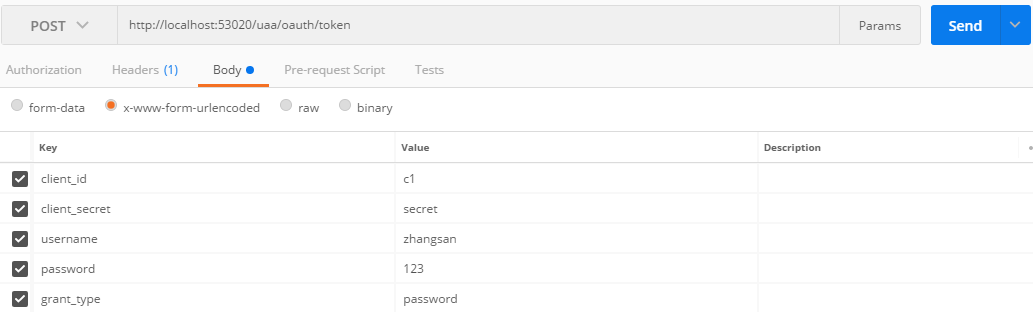 POST http://localhost:53020/uaa/oauth/token Params Send
Authorization Headers (1) Body Pre-request Script Tests
form-data x-www-form-urlencoded raw binary
Key Value Description
client_id c1
client_secret secret
username zhangsan
password 123
grant_type password